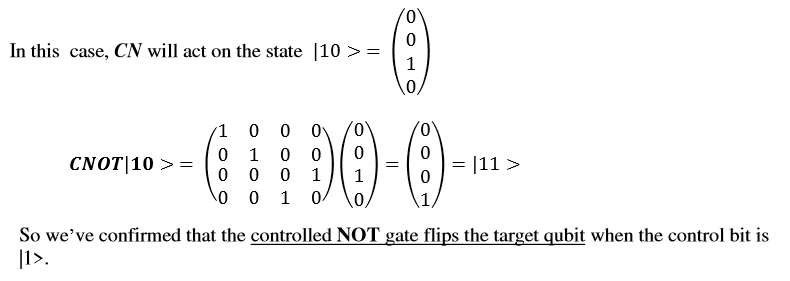 In this case, CN will act on the state |10 > = (0 0 1 0)
CNOT|10 > = (1 0 0 0 0 1 0 0 0 0 0 1 0 0 1 0) (0 0 1 0) = (0 0 0 1) = |11 >
So we’ve confirmed that the controlled NOT gate flips the target qubit when the control bit is
|1>.